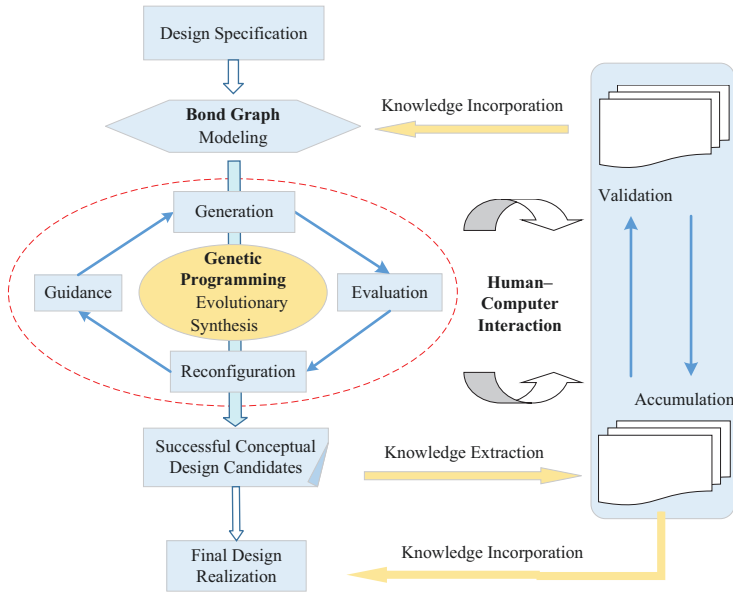 Design Specification
Bond Graph
Modeling
Knowledge Incorporation
Validation
Generation
Genetic
Programming
Evolutionary
Synthesis
Guidance
Evaluation
Human–
Computer
Interaction
Reconfiguration
Accumulation
Successful Conceptual
Design Candidates
Knowledge Extraction
Final Design
Realization
Knowledge Incorporation